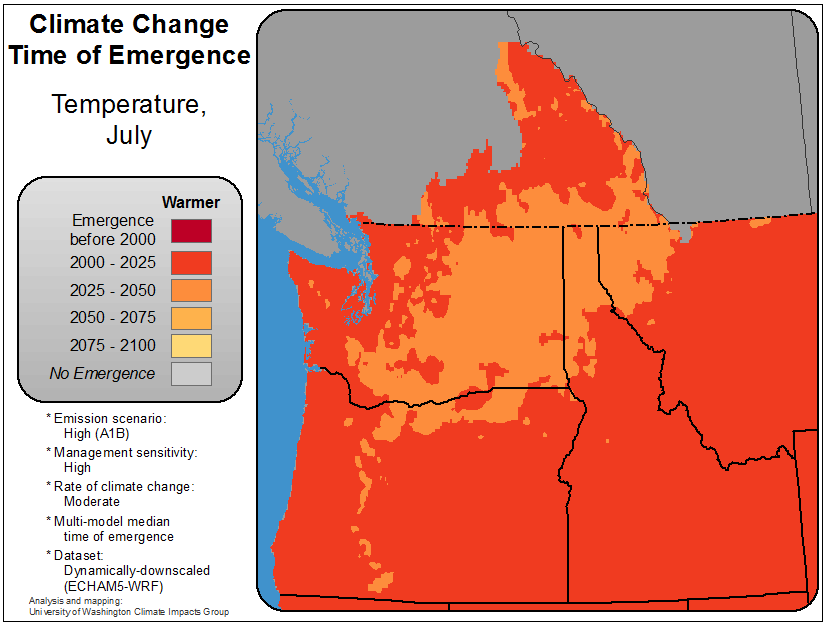 Climate Change
Time of Emergence
Temperature,
July
Warmer
Emergence
before 2000
2000 - 2025
2025 - 2050
2050 - 2075
2075 - 2100
No Emergence
* Emission scenario:
High (A1B)
* Management sensitivity:
High
* Rate of climate change:
Moderate
* Multi-model median
time of emergence
* Dataset:
Dynamically-downscaled
(ECHAM5-WRF)
Analysis and mapping:
University of Washington Climate Impacts Group